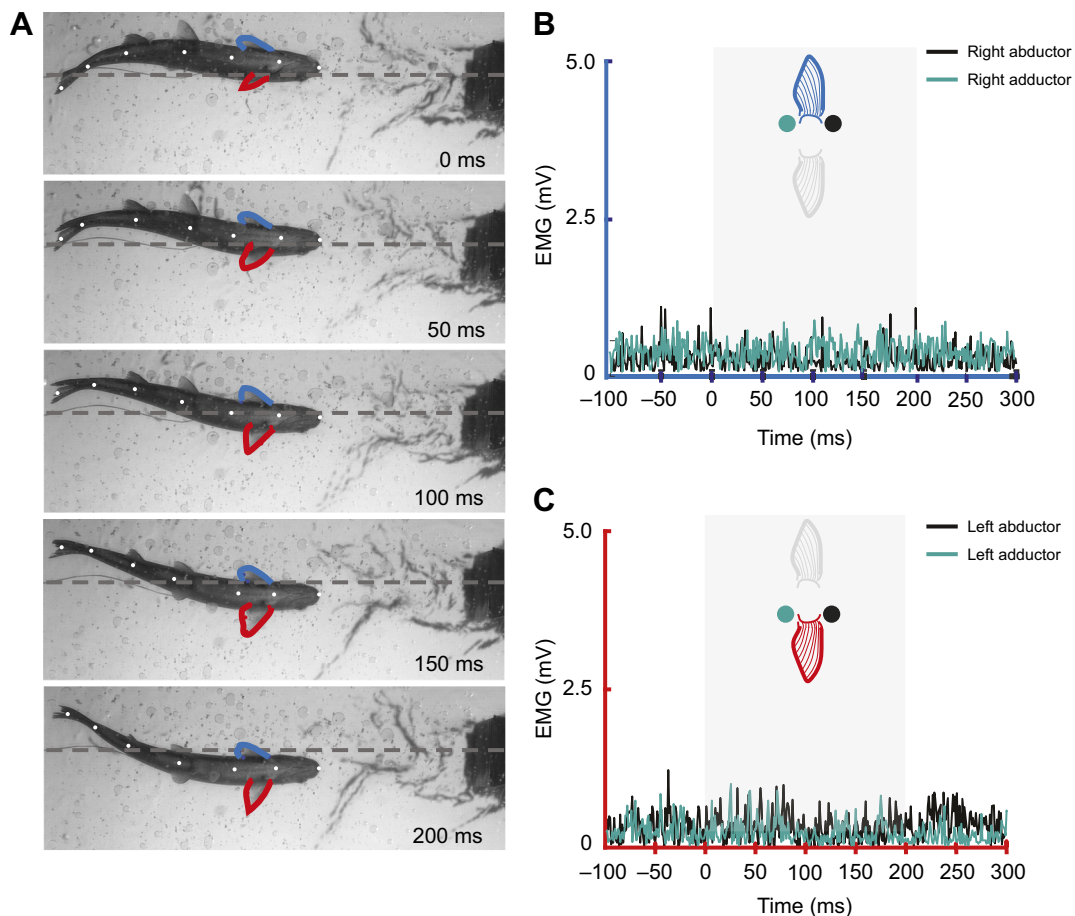 A
0 ms
50 ms
100 ms
150 ms
200 ms
B
Right abductor
Right adductor
5.0
2.5
0
EMG (mV)
–100 –50 0 50 100 150 200 250 300
Time (ms)
C
Left abductor
Left adductor
5.0
2.5
0
EMG (mV)
–100 –50 0 50 100 150 200 250 300
Time (ms)